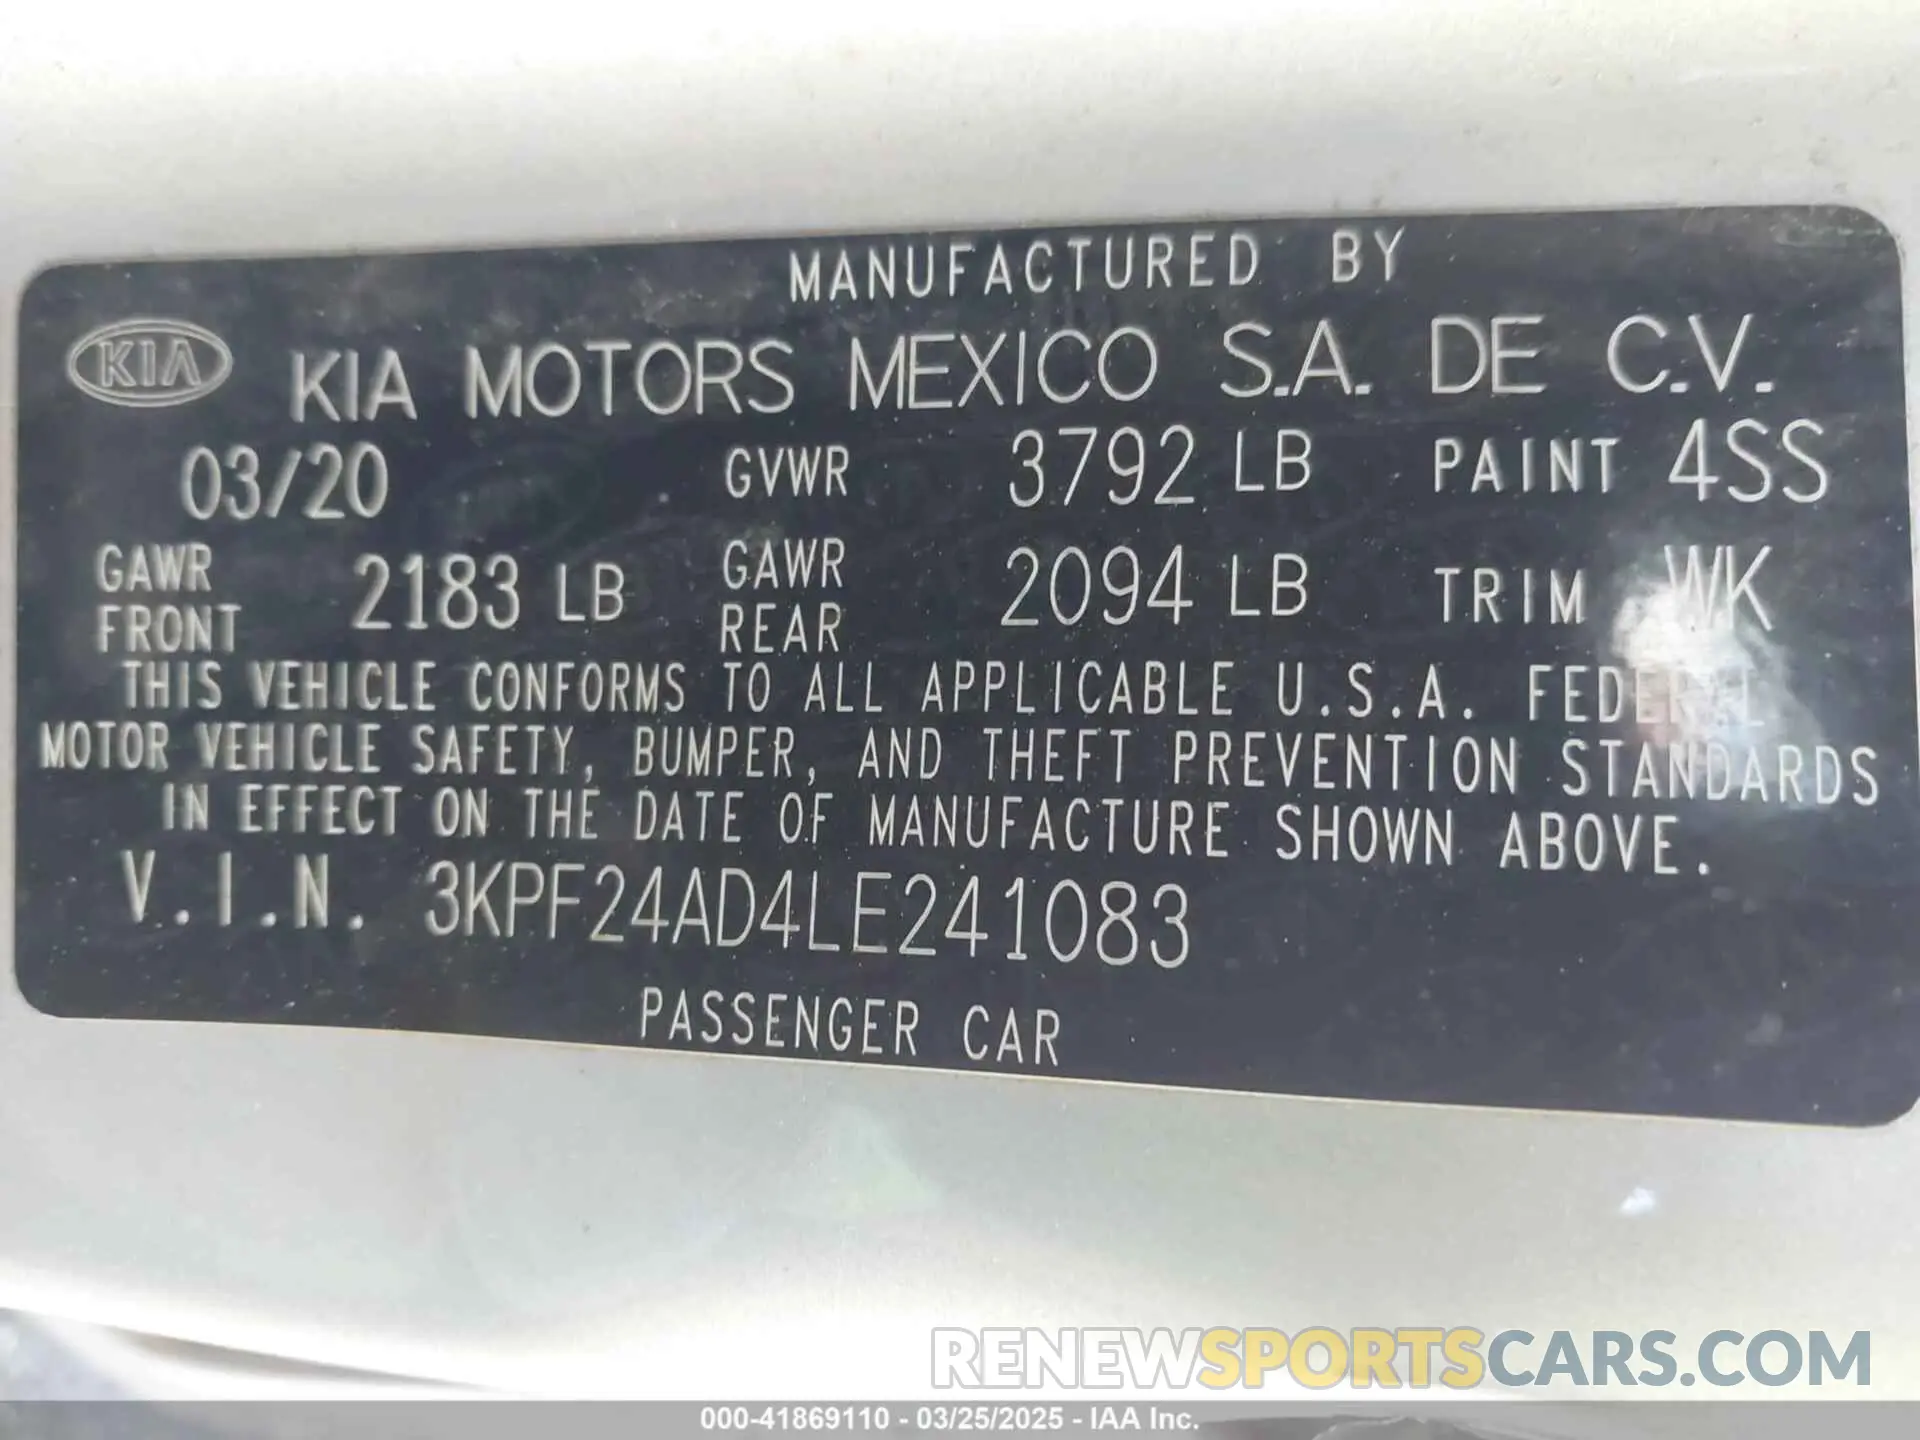 MANUFACTURED BY
KIA KIA MOTORS MEXICO S.A. DE C.V.
03/20 GVWR 3792 LB PAINT 4SS
GAWR FRONT 2183 LB GAWR REAR 2094 LB TRIM WK
THIS VEHICLE CONFORMS TO ALL APPLICABLE U.S.A. FEDERAL
MOTOR VEHICLE SAFETY, BUMPER, AND THEFT PREVENTION STANDARDS
IN EFFECT ON THE DATE OF MANUFACTURE SHOWN ABOVE.
V.I.N. 3KPF24AD4LE241083
PASSENGER CAR
RENEWSPORTSCARS.COM
000-41869110 - 03/25/2025 - IAA Inc.